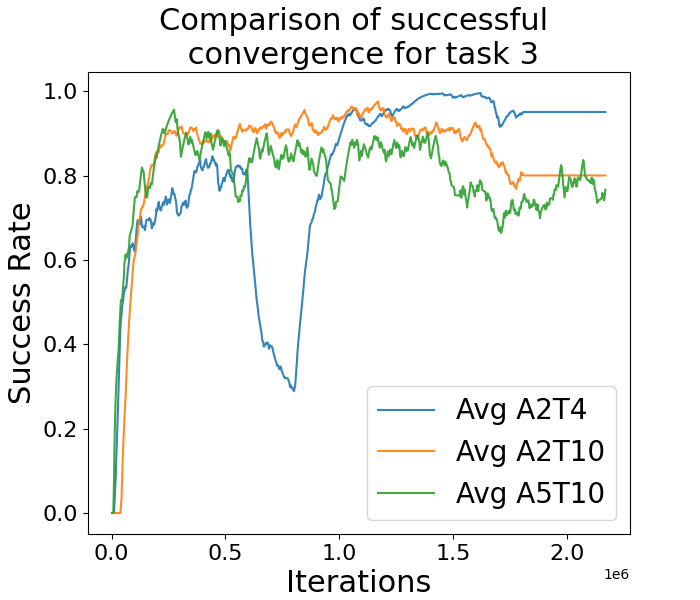 Comparison of successful
convergence for task 3
Success Rate
1.0
0.8
0.6
0.4
0.2
0.0
Avg A2T4
Avg A2T10
Avg A5T10
0.0 0.5 1.0 1.5 2.0
1e6
Iterations